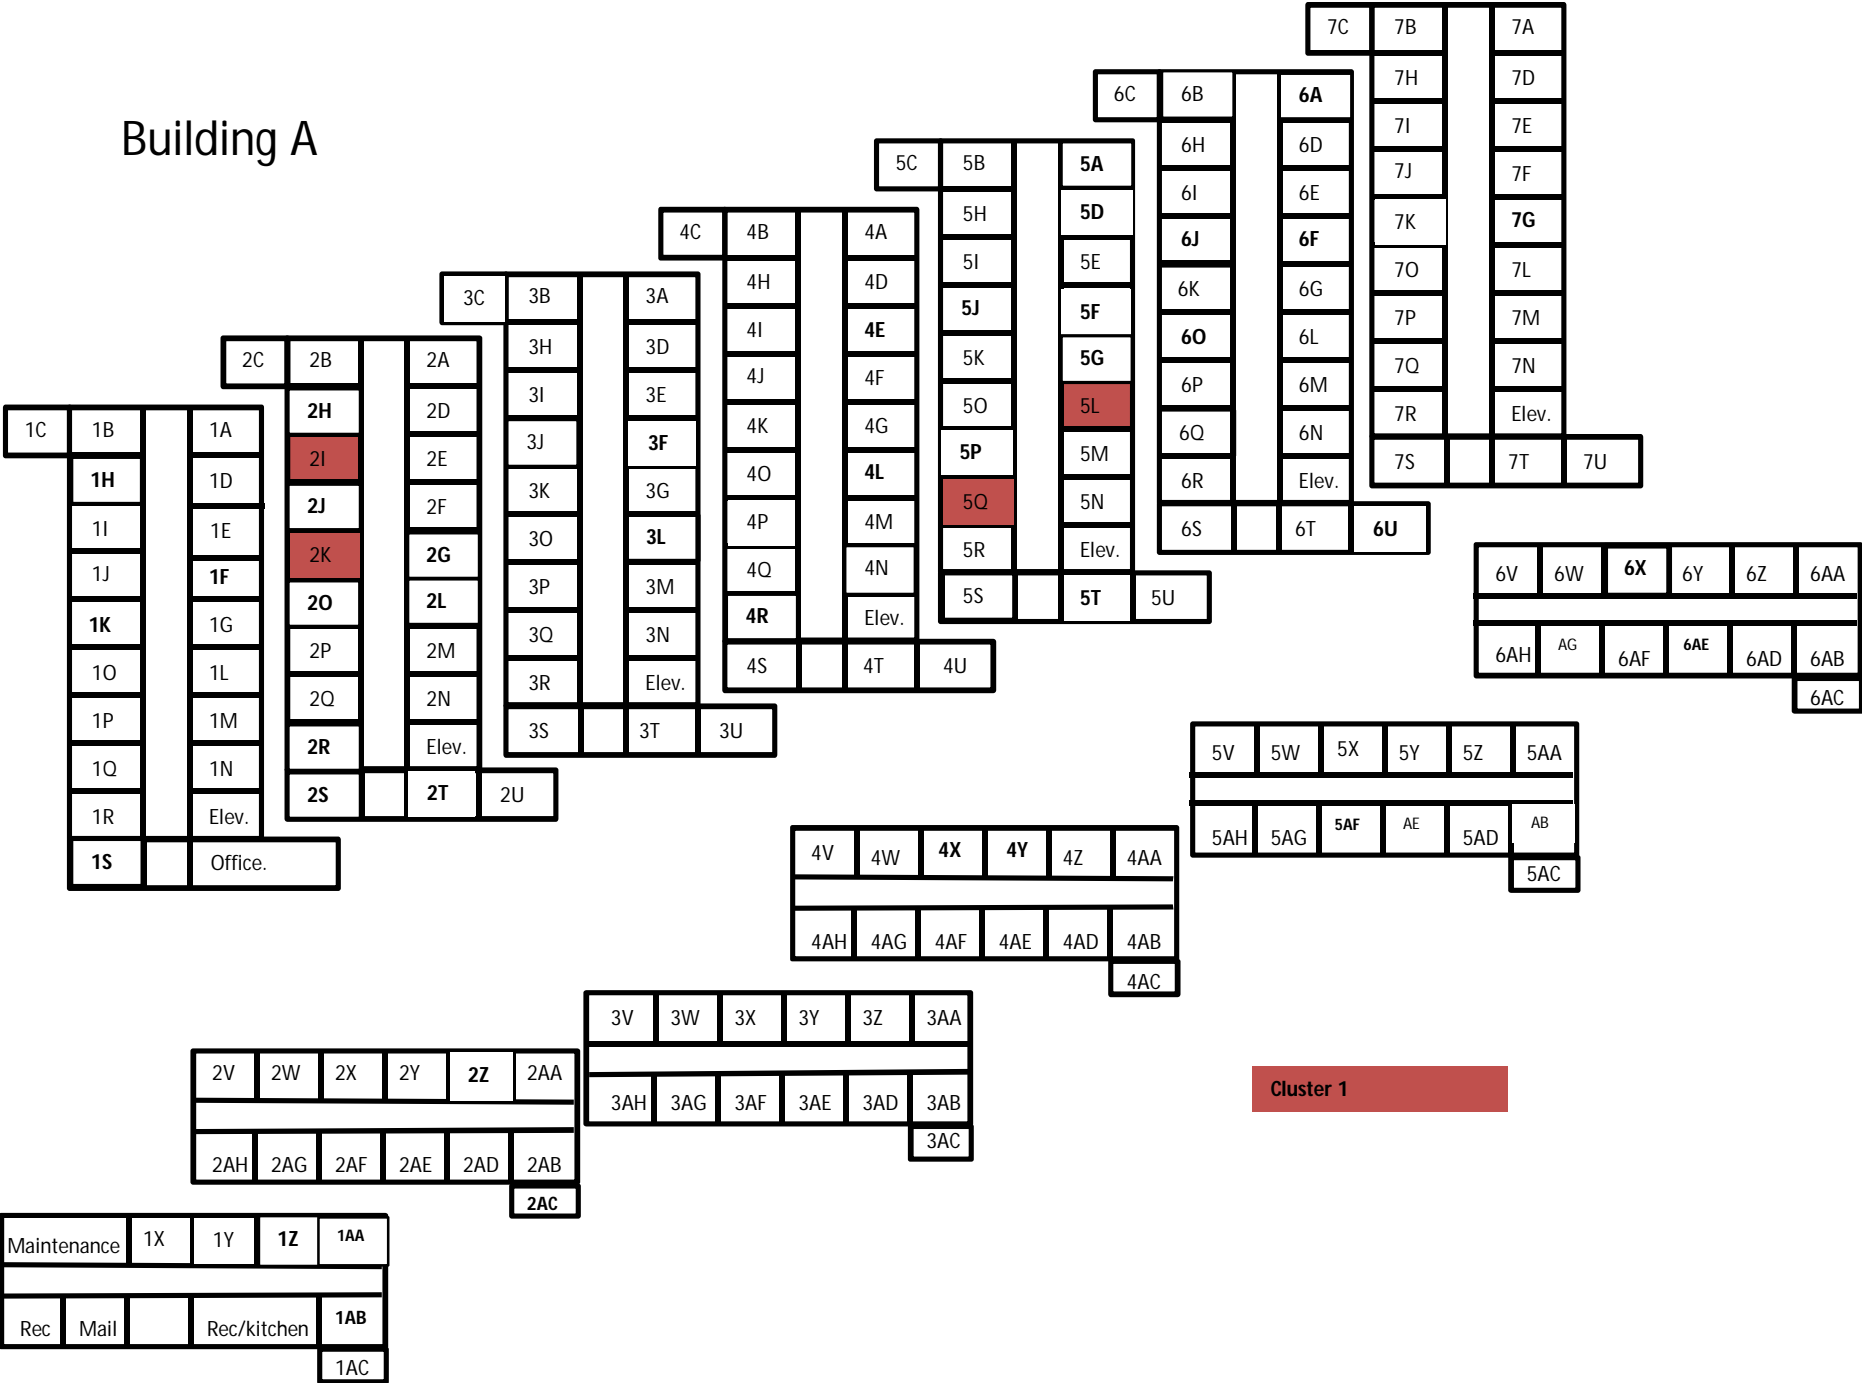 Building A
7C 7B 7A
7H 7D
7I 7E
7J 7F
7K 7G
7O 7L
7P 7M
7Q 7N
7R Elev.
7S 7T 7U
6C 6B 6A
6H 6D
6I 6E
6J 6F
6K 6G
6O 6L
6P 6M
6Q 6N
6R Elev.
6S 6T 6U
5C 5B 5A
5H 5D
5I 5E
5J 5F
5K 5G
5O 5L
5P 5M
5Q 5N
5R Elev.
5S 5T 5U
4C 4B 4A
4H 4D
4I 4E
4J 4F
4K 4G
4O 4L
4P 4M
4Q 4N
4R Elev.
4S 4T 4U
3C 3B 3A
3H 3D
3I 3E
3J 3F
3K 3G
3O 3L
3P 3M
3Q 3N
3R Elev.
3S 3T 3U
2C 2B 2A
2H 2D
2I 2E
2J 2F
2K 2G
2O 2L
2P 2M
2Q 2N
2R Elev.
2S 2T 2U
1C 1B 1A
1H 1D
1I 1E
1J 1F
1K 1G
1O 1L
1P 1M
1Q 1N
1R Elev.
1S Office.
6V 6W 6X 6Y 6Z 6AA
6AH AG 6AF 6AE 6AD 6AB
6AC
5V 5W 5X 5Y 5Z 5AA
5AH 5AG 5AF AE 5AD AB
5AC
4V 4W 4X 4Y 4Z 4AA
4AH 4AG 4AF 4AE 4AD 4AB
4AC
3V 3W 3X 3Y 3Z 3AA
3AH 3AG 3AF 3AE 3AD 3AB
3AC
2V 2W 2X 2Y 2Z 2AA
2AH 2AG 2AF 2AE 2AD 2AB
2AC
Maintenance 1X 1Y 1Z 1AA
Rec Mail Rec/kitchen 1AB
1AC
Cluster 1